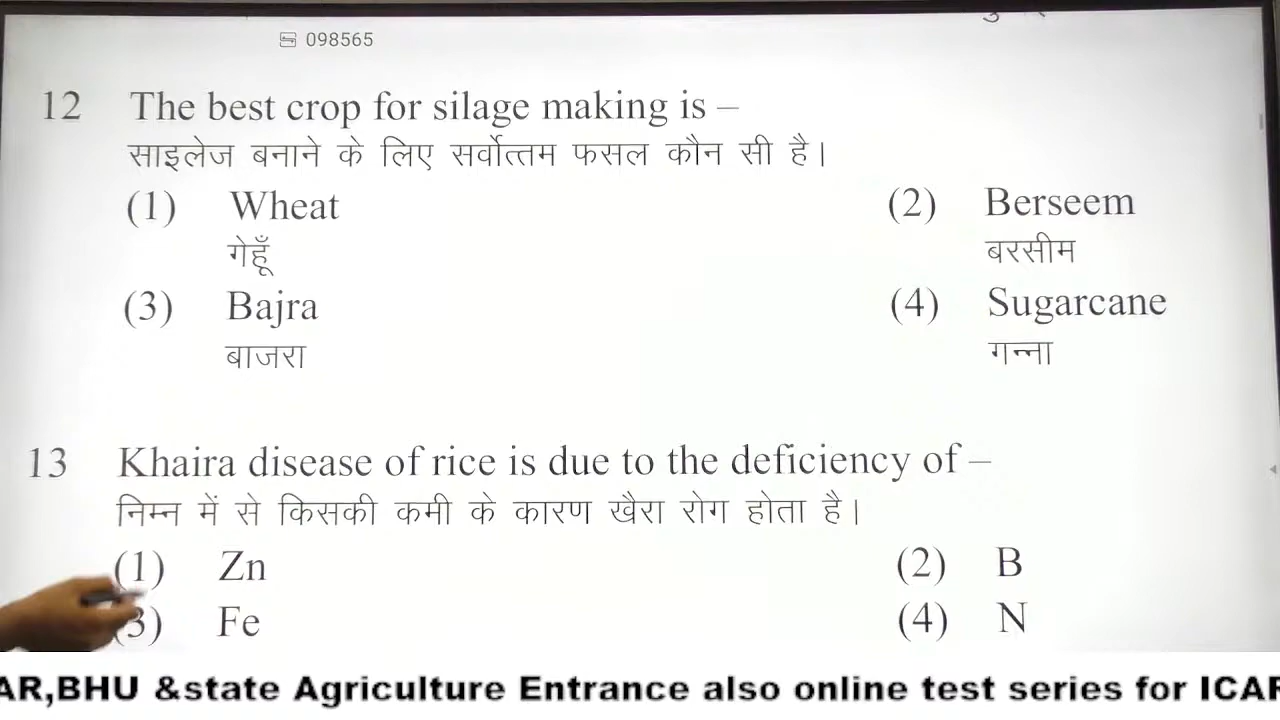 098565
12 The best crop for silage making is –
साइलेज बनाने के लिए सर्वोत्तम फसल कौन सी है।
(1) Wheat (2) Berseem
गेहूँ बरसीम
(3) Bajra (4) Sugarcane
बाजरा गन्ना
13 Khaira disease of rice is due to the deficiency of –
निम्न में से किसकी कमी के कारण खैरा रोग होता है।
(1) Zn (2) B
3) Fe (4) N
AR,BHU &state Agriculture Entrance also online test series for ICAR